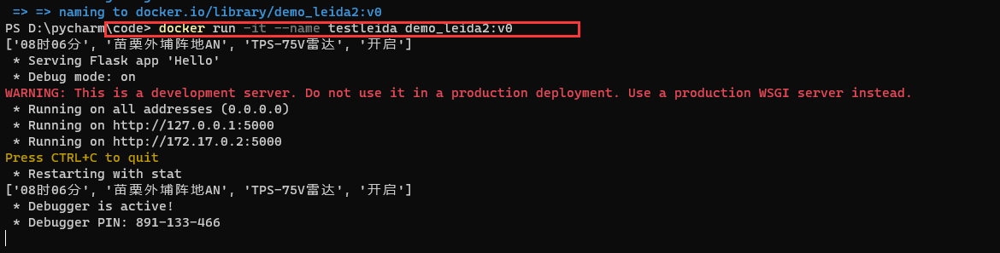 => => naming to docker.io/library/demo_leida2:v0
PS D:\pycharm\code> docker run -it --name testleida demo_leida2:v0
['08时06分', '苗栗外埔阵地AN', 'TPS-75V雷达', '开启']
 * Serving Flask app 'Hello'
 * Debug mode: on
WARNING: This is a development server. Do not use it in a production deployment. Use a production WSGI server instead.
 * Running on all addresses (0.0.0.0)
 * Running on http://127.0.0.1:5000
 * Running on http://172.17.0.2:5000
Press CTRL+C to quit
 * Restarting with stat
['08时06分', '苗栗外埔阵地AN', 'TPS-75V雷达', '开启']
 * Debugger is active!
 * Debugger PIN: 891-133-466